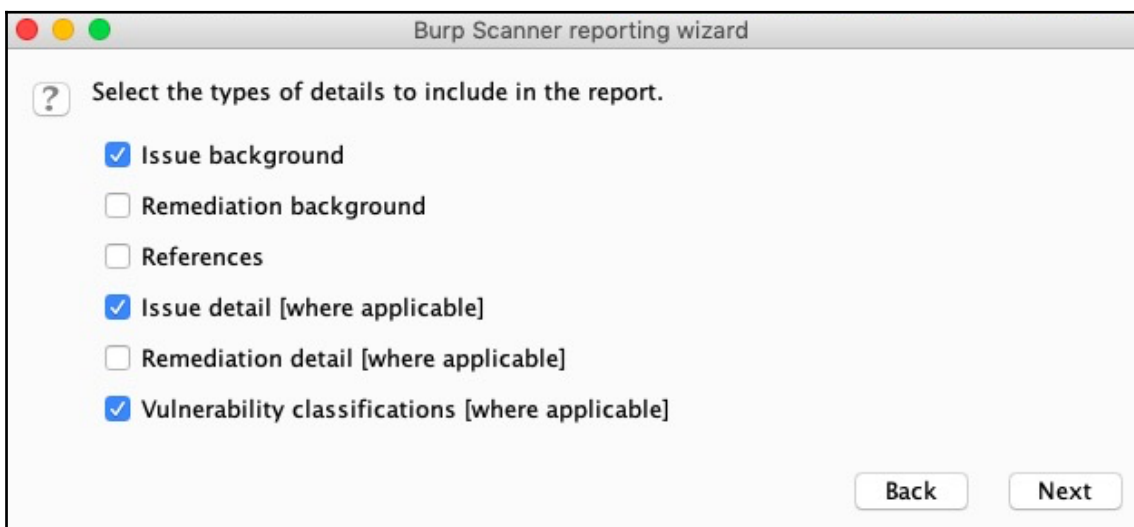 Burp Scanner reporting wizard
? Select the types of details to include in the report.
Issue background
Remediation background
References
Issue detail [where applicable]
Remediation detail [where applicable]
Vulnerability classifications [where applicable]
Back Next